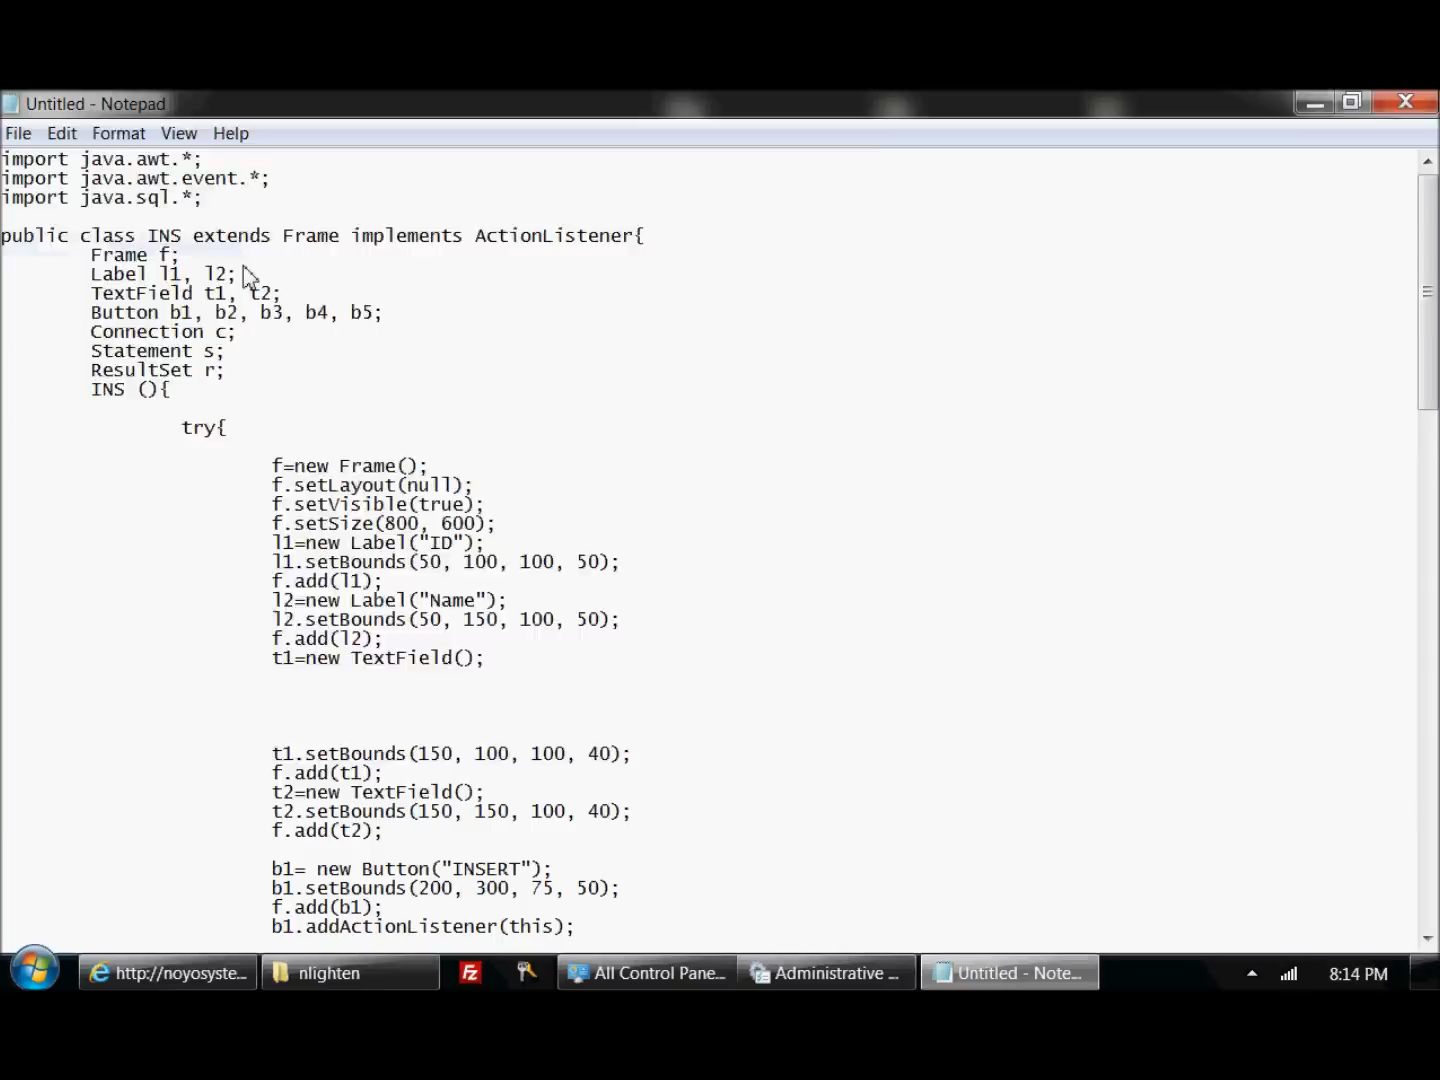 Untitled - Notepad
File Edit Format View Help
import java.awt.*;
import java.awt.event.*;
import java.sql.*;
public class INS extends Frame implements ActionListener{
Frame f;
Label l1, l2;
TextField t1, t2;
Button b1, b2, b3, b4, b5;
Connection c;
Statement s;
ResultSet r;
INS (){
try{
f=new Frame();
f.setLayout(null);
f.setVisible(true);
f.setSize(800, 600);
l1=new Label("ID");
l1.setBounds(50, 100, 100, 50);
f.add(l1);
l2=new Label("Name");
l2.setBounds(50, 150, 100, 50);
f.add(l2);
t1=new TextField();
t1.setBounds(150, 100, 100, 40);
f.add(t1);
t2=new TextField();
t2.setBounds(150, 150, 100, 40);
f.add(t2);
b1= new Button("INSERT");
b1.setBounds(200, 300, 75, 50);
f.add(b1);
b1.addActionListener(this);
http://noyosyste... nlighten Fz All Control Pane... Administrative ... Untitled - Note... 8:14 PM